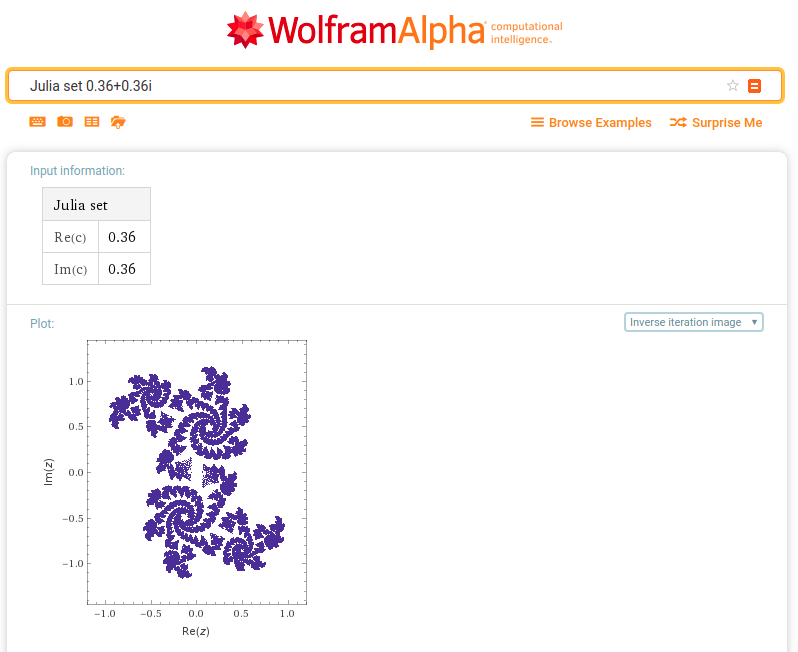 WolframAlpha computational intelligence.
Julia set 0.36+0.36i
Browse Examples Surprise Me
Input information:
Julia set
Re(c) 0.36
Im(c) 0.36
Plot:
Inverse iteration image
1.0
0.5
0.0
−0.5
−1.0
Im(z)
−1.0 −0.5 0.0 0.5 1.0
Re(z)